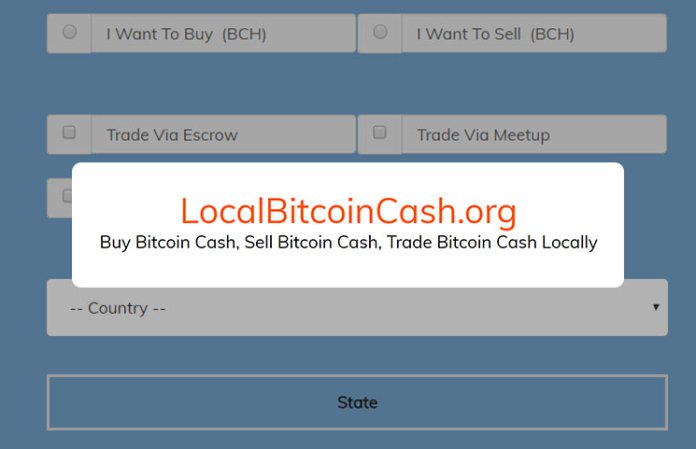 I Want To Buy (BCH)
I Want To Sell (BCH)
Trade Via Escrow
Trade Via Meetup
LocalBitcoinCash.org
Buy Bitcoin Cash, Sell Bitcoin Cash, Trade Bitcoin Cash Locally
-- Country --
State